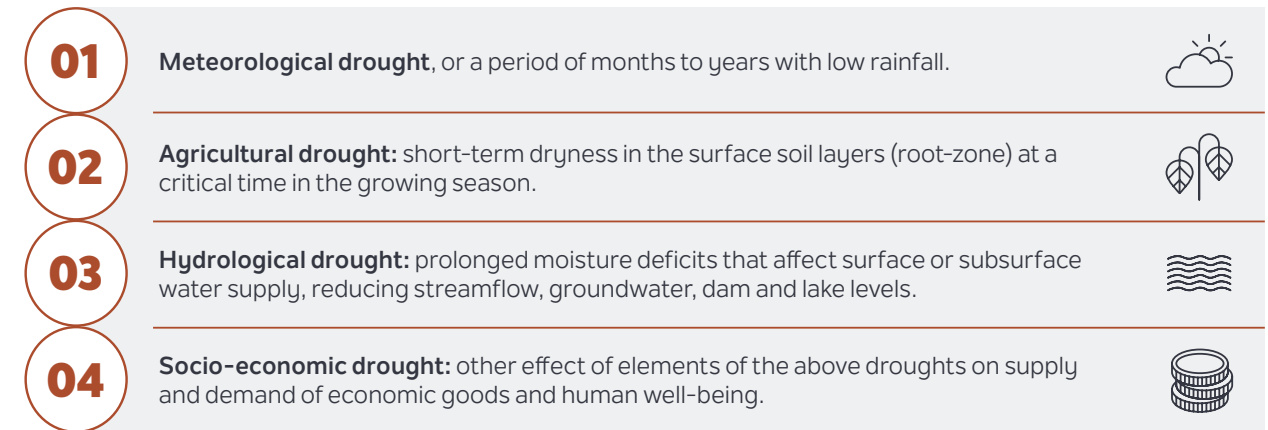 01
Meteorological drought, or a period of months to years with low rainfall.
02
Agricultural drought: short-term dryness in the surface soil layers (root-zone) at a
critical time in the growing season.
03
Hydrological drought: prolonged moisture deficits that affect surface or subsurface
water supply, reducing streamflow, groundwater, dam and lake levels.
04
Socio-economic drought: other effect of elements of the above droughts on supply
and demand of economic goods and human well-being.